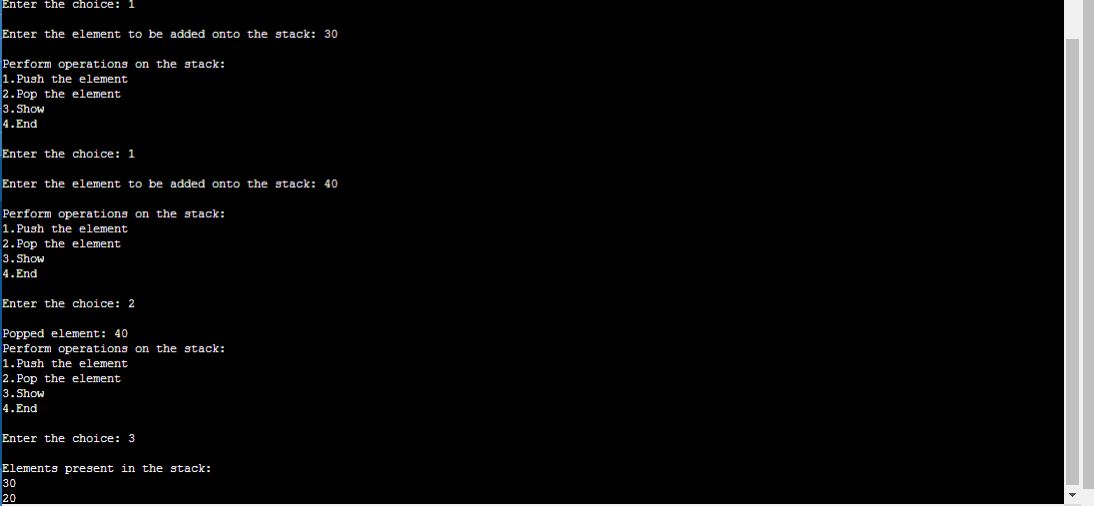 Enter the choice: 1
Enter the element to be added onto the stack: 30
Perform operations on the stack:
1.Push the element
2.Pop the element
3.Show
4.End
Enter the choice: 1
Enter the element to be added onto the stack: 40
Perform operations on the stack:
1.Push the element
2.Pop the element
3.Show
4.End
Enter the choice: 2
Popped element: 40
Perform operations on the stack:
1.Push the element
2.Pop the element
3.Show
4.End
Enter the choice: 3
Elements present in the stack:
30
20